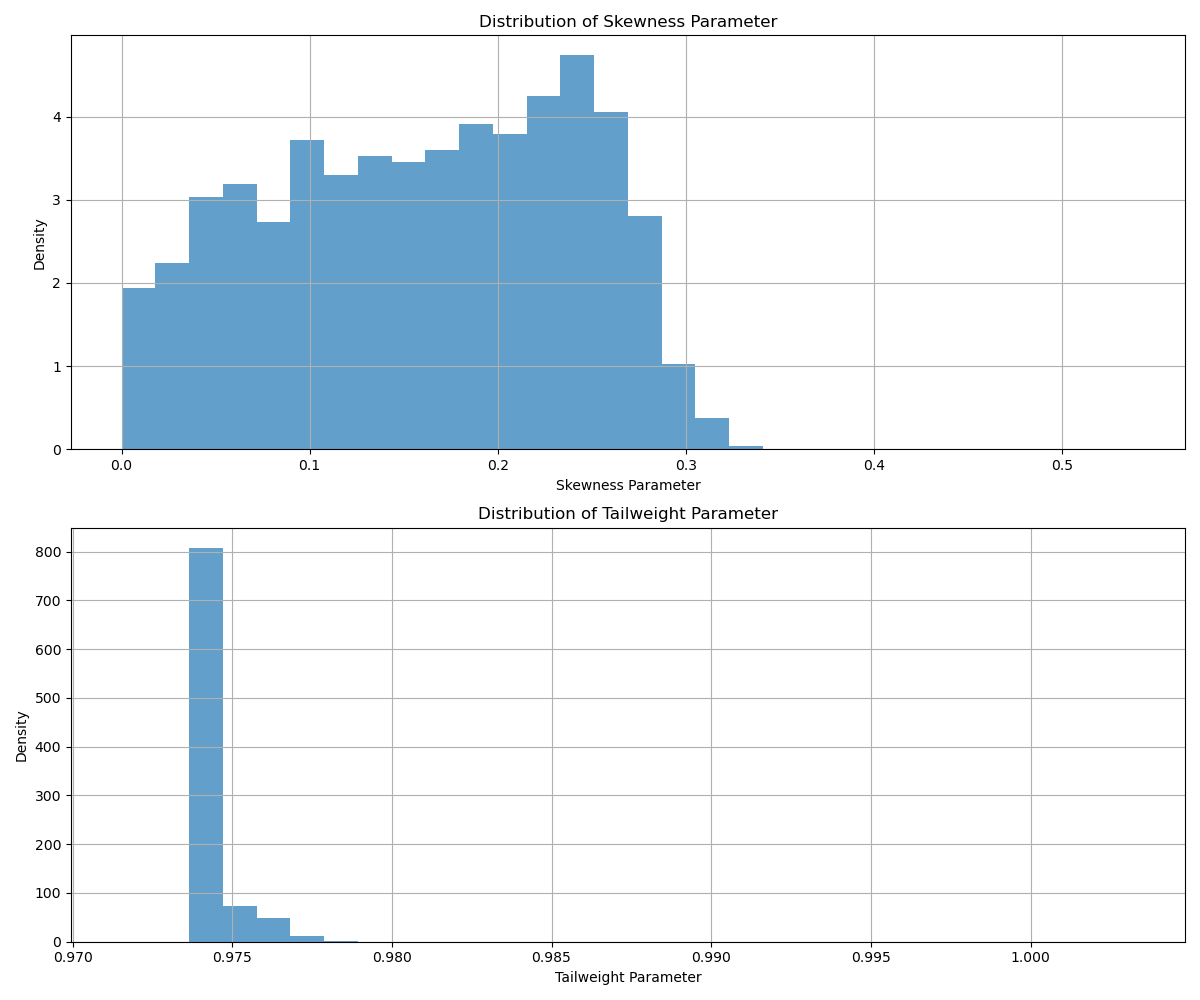 Distribution of Skewness Parameter
Density
4
3
2
1
0
0.0 0.1 0.2 0.3 0.4 0.5
Skewness Parameter
Distribution of Tailweight Parameter
Density
800
700
600
500
400
300
200
100
0
0.970 0.975 0.980 0.985 0.990 0.995 1.000
Tailweight Parameter